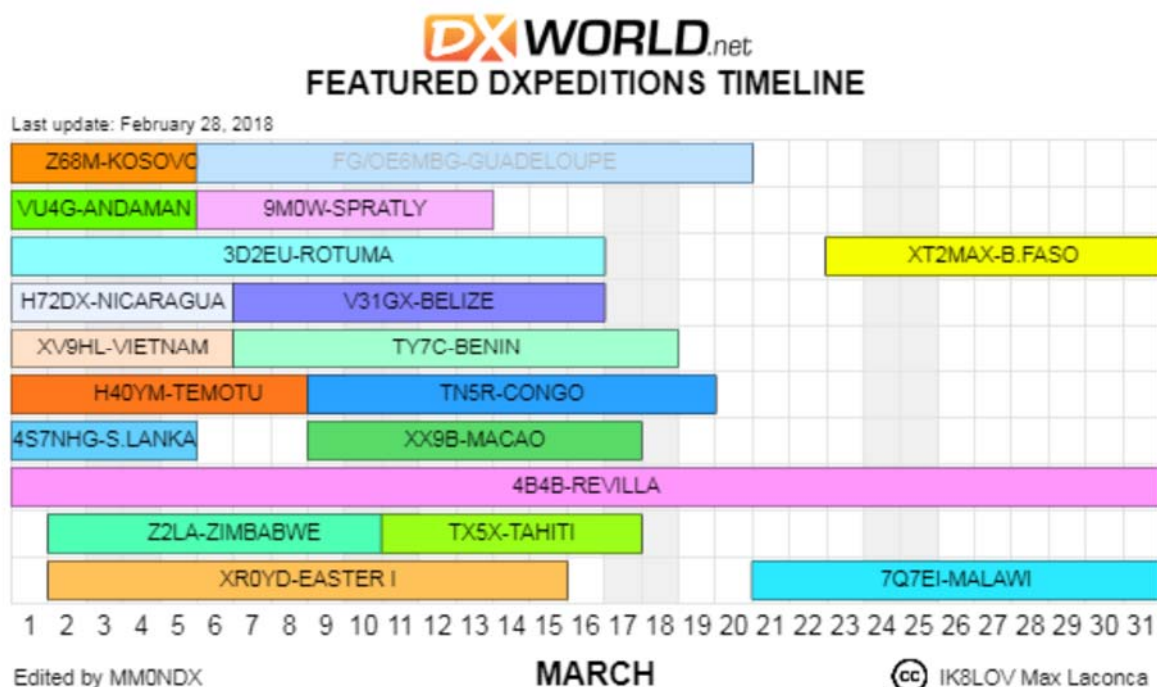 DX WORLD.net
FEATURED DXPEDITIONS TIMELINE
Last update: February 28, 2018
Z68M-KOSOVO FG/OE6MBG-GUADELOUPE
VU4G-ANDAMAN 9M0W-SPRATLY
3D2EU-ROTUMA XT2MAX-B.FASO
H72DX-NICARAGUA V31GX-BELIZE
XV9HL-VIETNAM TY7C-BENIN
H40YM-TEMOTU TN5R-CONGO
4S7NHG-S.LANKA XX9B-MACAO
4B4B-REVILLA
Z2LA-ZIMBABWE TX5X-TAHITI
XR0YD-EASTER I 7Q7EI-MALAWI
1 2 3 4 5 6 7 8 9 10 11 12 13 14 15 16 17 18 19 20 21 22 23 24 25 26 27 28 29 30 31
Edited by MM0NDX MARCH cc IK8LOV Max Laconca